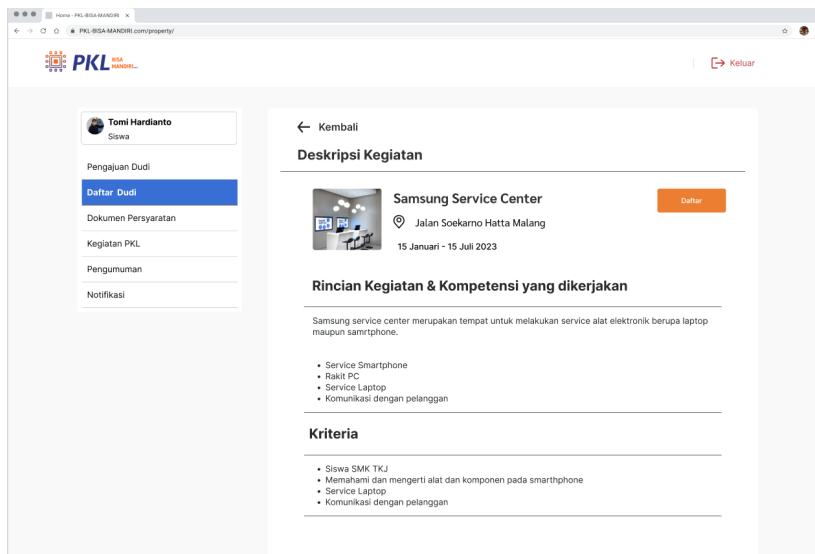 Home - PKL-BISA-MANDIRI
PKL-BISA-MANDIRI.com/property/
PKL BISA MANDIRI...
Keluar
Tomi Hardianto
Siswa
Pengajuan Dudi
Daftar Dudi
Dokumen Persyaratan
Kegiatan PKL
Pengumuman
Notifikasi
Kembali
Deskripsi Kegiatan
Samsung Service Center
Daftar
Jalan Soekarno Hatta Malang
15 Januari - 15 Juli 2023
Rincian Kegiatan & Kompetensi yang dikerjakan
Samsung service center merupakan tempat untuk melakukan service alat elektronik berupa laptop
maupun samrtphone.
• Service Smartphone
• Rakit PC
• Service Laptop
• Komunikasi dengan pelanggan
Kriteria
• Siswa SMK TKJ
• Memahami dan mengerti alat dan komponen pada smarthphone
• Service Laptop
• Komunikasi dengan pelanggan